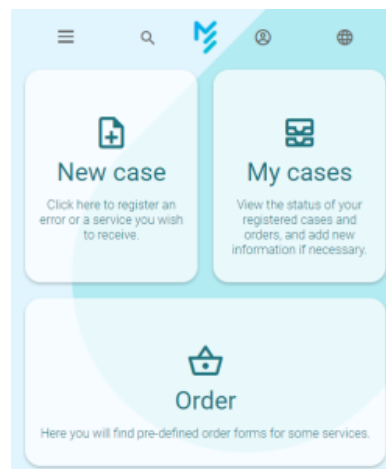 New case
Click here to register an
error or a service you wish
to receive.
My cases
View the status of your
registered cases and
orders, and add new
information if necessary.
Order
Here you will find pre-defined order forms for some services.